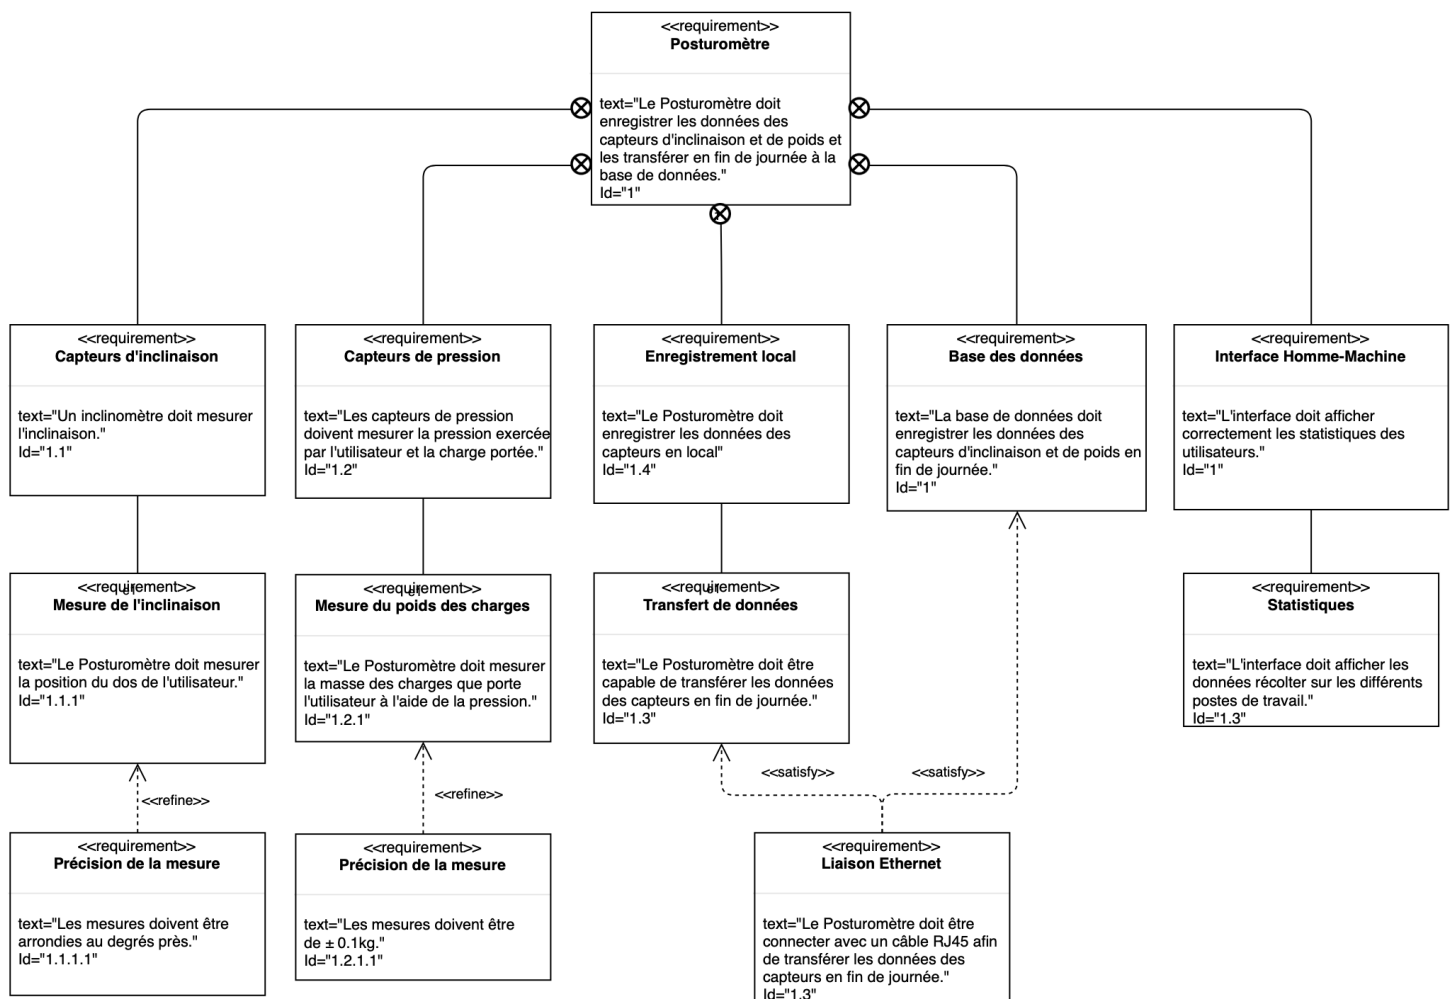 <<requirement>>
Posturomètre
text="Le Posturomètre doit
enregistrer les données des
capteurs d'inclinaison et de poids et
les transférer en fin de journée à la
base de données."
Id="1"
<<requirement>>
Capteurs d'inclinaison
text="Un inclinomètre doit mesurer
l'inclinaison."
Id="1.1"
<<requirement>>
Capteurs de pression
text="Les capteurs de pression
doivent mesurer la pression exercée
par l'utilisateur et la charge portée."
Id="1.2"
<<requirement>>
Enregistrement local
text="Le Posturomètre doit
enregistrer les données des
capteurs en local"
Id="1.4"
<<requirement>>
Base des données
text="La base de données doit
enregistrer les données des
capteurs d'inclinaison et de poids en
fin de journée."
Id="1"
<<requirement>>
Interface Homme-Machine
text="L'interface doit afficher
correctement les statistiques des
utilisateurs."
Id="1"
<<requirement>>
Mesure de l'inclinaison
text="Le Posturomètre doit mesurer
la position du dos de l'utilisateur."
Id="1.1.1"
<<requirement>>
Mesure du poids des charges
text="Le Posturomètre doit mesurer
la masse des charges que porte
l'utilisateur à l'aide de la pression."
Id="1.2.1"
<<requirement>>
Transfert de données
text="Le Posturomètre doit être
capable de transférer les données
des capteurs en fin de journée."
Id="1.3"
<<requirement>>
Statistiques
text="L'interface doit afficher les
données récolter sur les différents
postes de travail."
Id="1.3"
<<refine>>
<<refine>>
<<satisfy>>
<<satisfy>>
<<requirement>>
Précision de la mesure
text="Les mesures doivent être
arrondies au degrés près."
Id="1.1.1.1"
<<requirement>>
Précision de la mesure
text="Les mesures doivent être
de ± 0.1kg."
Id="1.2.1.1"
<<requirement>>
Liaison Ethernet
text="Le Posturomètre doit être
connecter avec un câble RJ45 afin
de transférer les données des
capteurs en fin de journée."
Id="1.3"